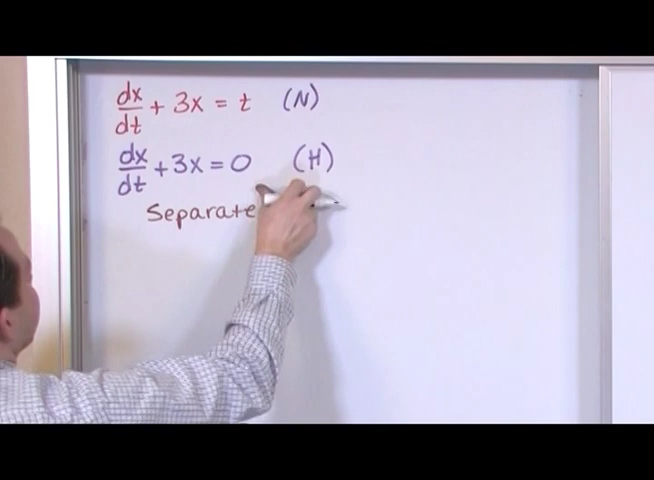 dx/dt + 3x = t (N)
dx/dt + 3x = 0 (H)
Separate